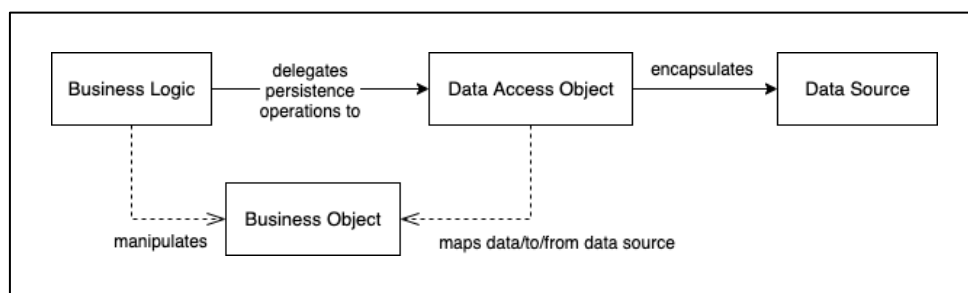 Business Logic
delegates
persistence
operations to
Data Access Object
encapsulates
Data Source
Business Object
manipulates
maps data/to/from data source